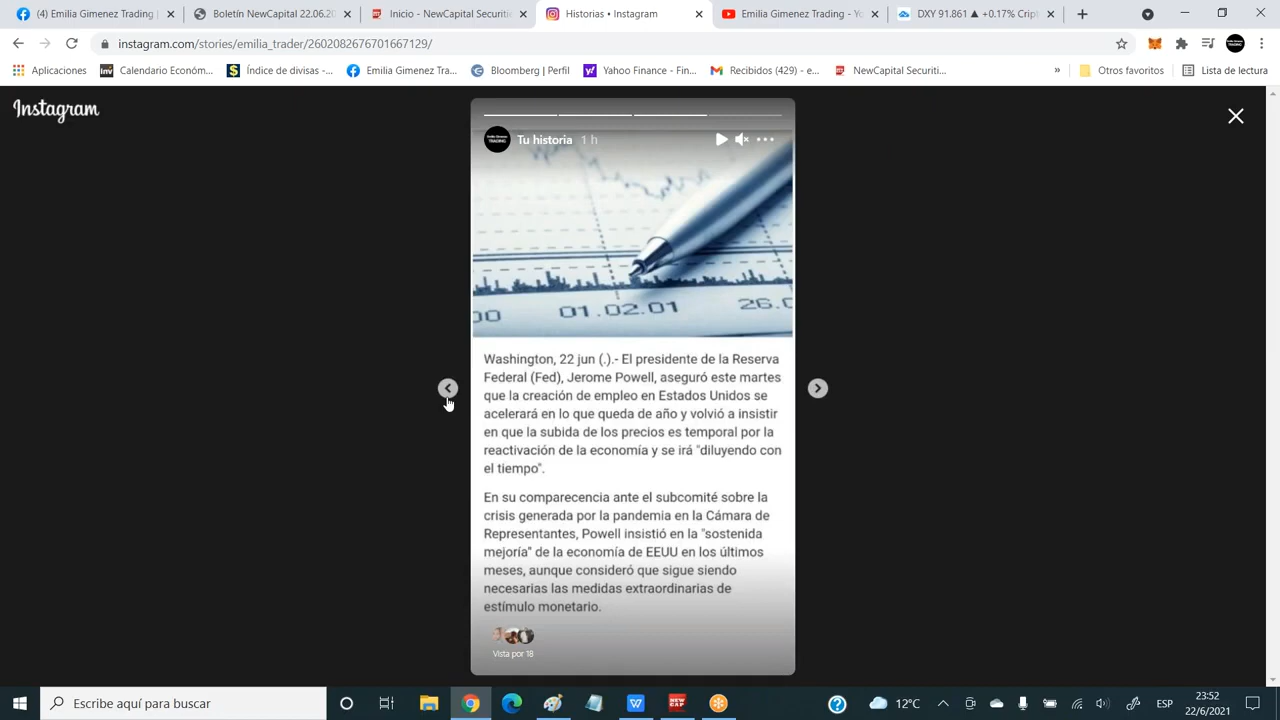 (4) Emilia Gimenez Trading |
Boletín NewCapital 22.06.20
Inicio - NewCapital Securitie
Historias • Instagram
Emilia Gimenez Trading - Yo
DXY 91.861 ▲ +0.17% Cripl
instagram.com/stories/emilia_trader/2602082676701667129/
Aplicaciones
Calendario Económ...
Índice de divisas -...
Emilia Gimenez Tra...
Bloomberg | Perfil
Yahoo Finance - Fin...
Recibidos (429) - e...
NewCapital Securiti...
»
Otros favoritos
Lista de lectura
Instagram
Tu historia 1 h
01.02.01
26.0
Washington, 22 jun (.).- El presidente de la Reserva
Federal (Fed), Jerome Powell, aseguró este martes
que la creación de empleo en Estados Unidos se
acelerará en lo que queda de año y volvió a insistir
en que la subida de los precios es temporal por la
reactivación de la economía y se irá "diluyendo con
el tiempo".
En su comparecencia ante el subcomité sobre la
crisis generada por la pandemia en la Cámara de
Representantes, Powell insistió en la "sostenida
mejoría" de la economía de EEUU en los últimos
meses, aunque consideró que sigue siendo
necesarias las medidas extraordinarias de
estímulo monetario.
Vista por 18
Escribe aquí para buscar
12°C
ESP
23:52
22/6/2021